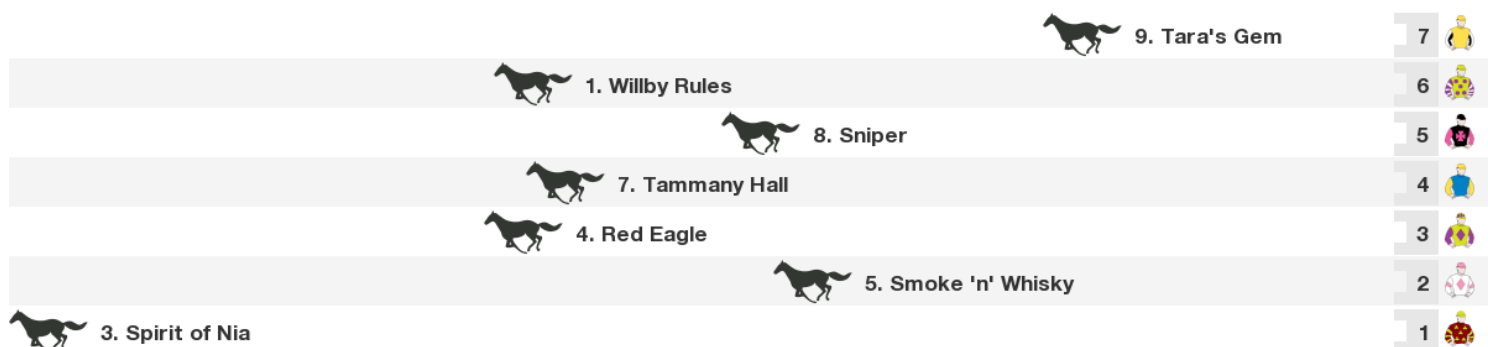 9. Tara's Gem 7
1. Willby Rules 6
8. Sniper 5
7. Tammany Hall 4
4. Red Eagle 3
5. Smoke 'n' Whisky 2
3. Spirit of Nia 1